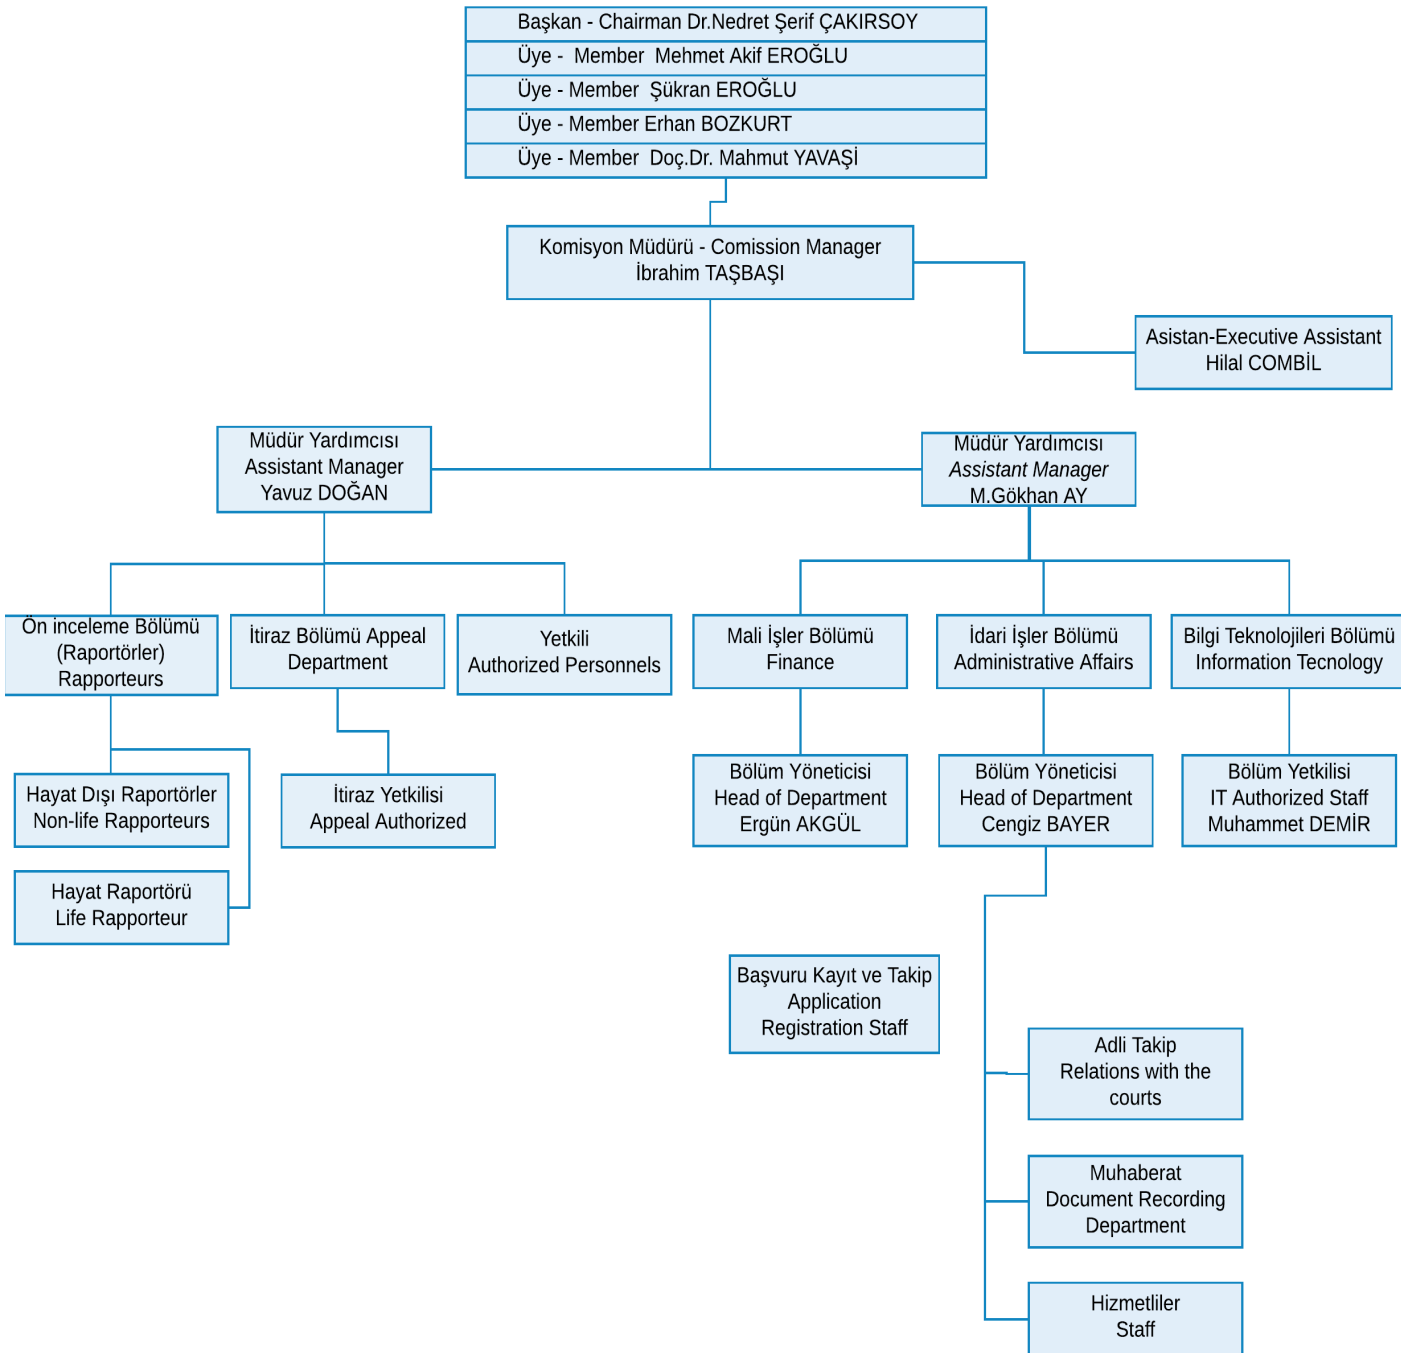 Başkan - Chairman Dr.Nedret Şerif ÇAKIRSOY
Üye -  Member  Mehmet Akif EROĞLU
Üye - Member  Şükran EROĞLU
Üye - Member Erhan BOZKURT
Üye - Member  Doç.Dr. Mahmut YAVAŞİ
Komisyon Müdürü - Comission Manager
İbrahim TAŞBAŞI
Asistan-Executive Assistant
Hilal COMBİL
Müdür Yardımcısı
Assistant Manager
Yavuz DOĞAN
Müdür Yardımcısı
Assistant Manager
M.Gökhan AY
Ön inceleme Bölümü
(Raportörler)
Rapporteurs
İtiraz Bölümü Appeal
Department
Yetkili
Authorized Personnels
Mali İşler Bölümü
Finance
İdari İşler Bölümü
Administrative Affairs
Bilgi Teknolojileri Bölümü
Information Tecnology
Hayat Dışı Raportörler
Non-life Rapporteurs
İtiraz Yetkilisi
Appeal Authorized
Bölüm Yöneticisi
Head of Department
Ergün AKGÜL
Bölüm Yöneticisi
Head of Department
Cengiz BAYER
Bölüm Yetkilisi
IT Authorized Staff
Muhammet DEMİR
Hayat Raportörü
Life Rapporteur
Başvuru Kayıt ve Takip
Application
Registration Staff
Adli Takip
Relations with the
courts
Muhaberat
Document Recording
Department
Hizmetliler
Staff